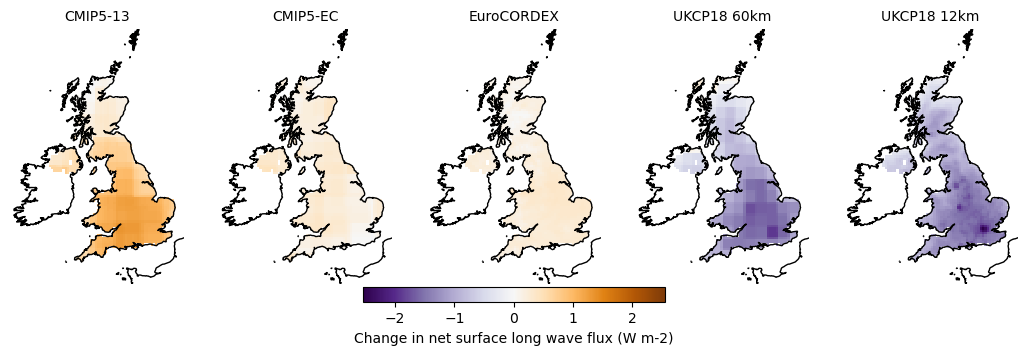 CMIP5-13 CMIP5-EC EuroCORDEX UKCP18 60km UKCP18 12km
−2 −1 0 1 2
Change in net surface long wave flux (W m-2)